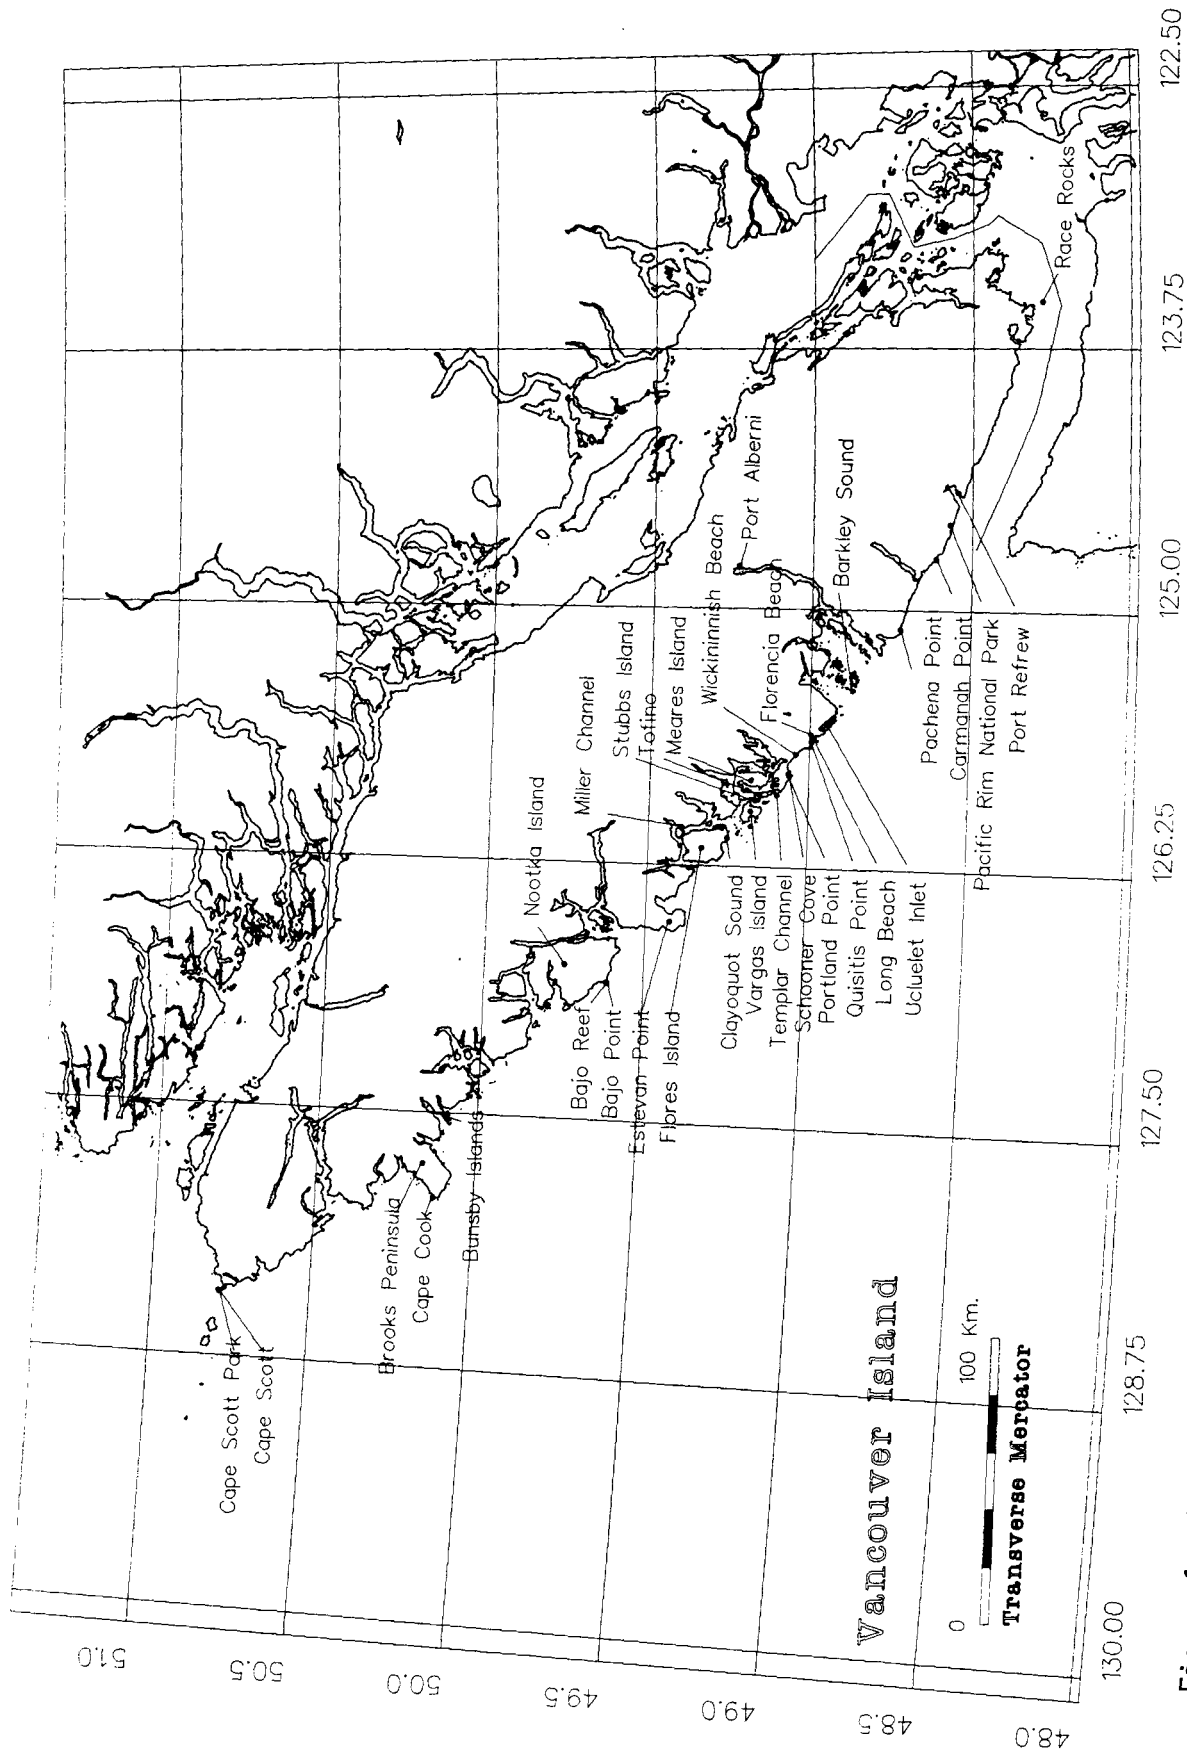 Cape Scott Park
Cape Scott
Brooks Peninsula
Cape Cook
Bunsby Islands
Nootka Island
Bajo Reef
Bajo Point
Estevan Point
Flores Island
Miller Channel
Stubbs Island
Tofino
Meares Island
Wickininnish Beach
Florencia Beach
Port Alberni
Barkley Sound
Clayoquot Sound
Vargas Island
Templar Channel
Schooner Cove
Portland Point
Quisitis Point
Long Beach
Ucluelet Inlet
Pachena Point
Carmanah Point
Pacific Rim National Park
Port Refrew
Race Rocks
51.0
50.5
50.0
49.5
49.0
48.5
48.0
130.00
128.75
127.50
126.25
125.00
123.75
122.50
Vancouver Island
0
100 Km.
Transverse Mercator